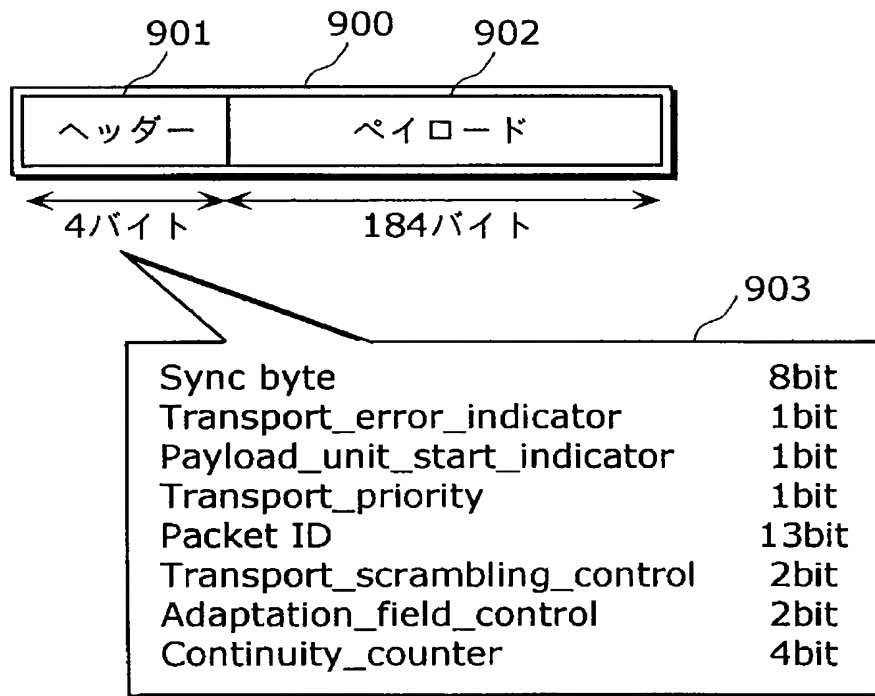 901 900 902
ヘッダー ペイロード
4バイト 184バイト
903
Sync byte 8bit
Transport_error_indicator 1bit
Payload_unit_start_indicator 1bit
Transport_priority 1bit
Packet ID 13bit
Transport_scrambling_control 2bit
Adaptation_field_control 2bit
Continuity_counter 4bit